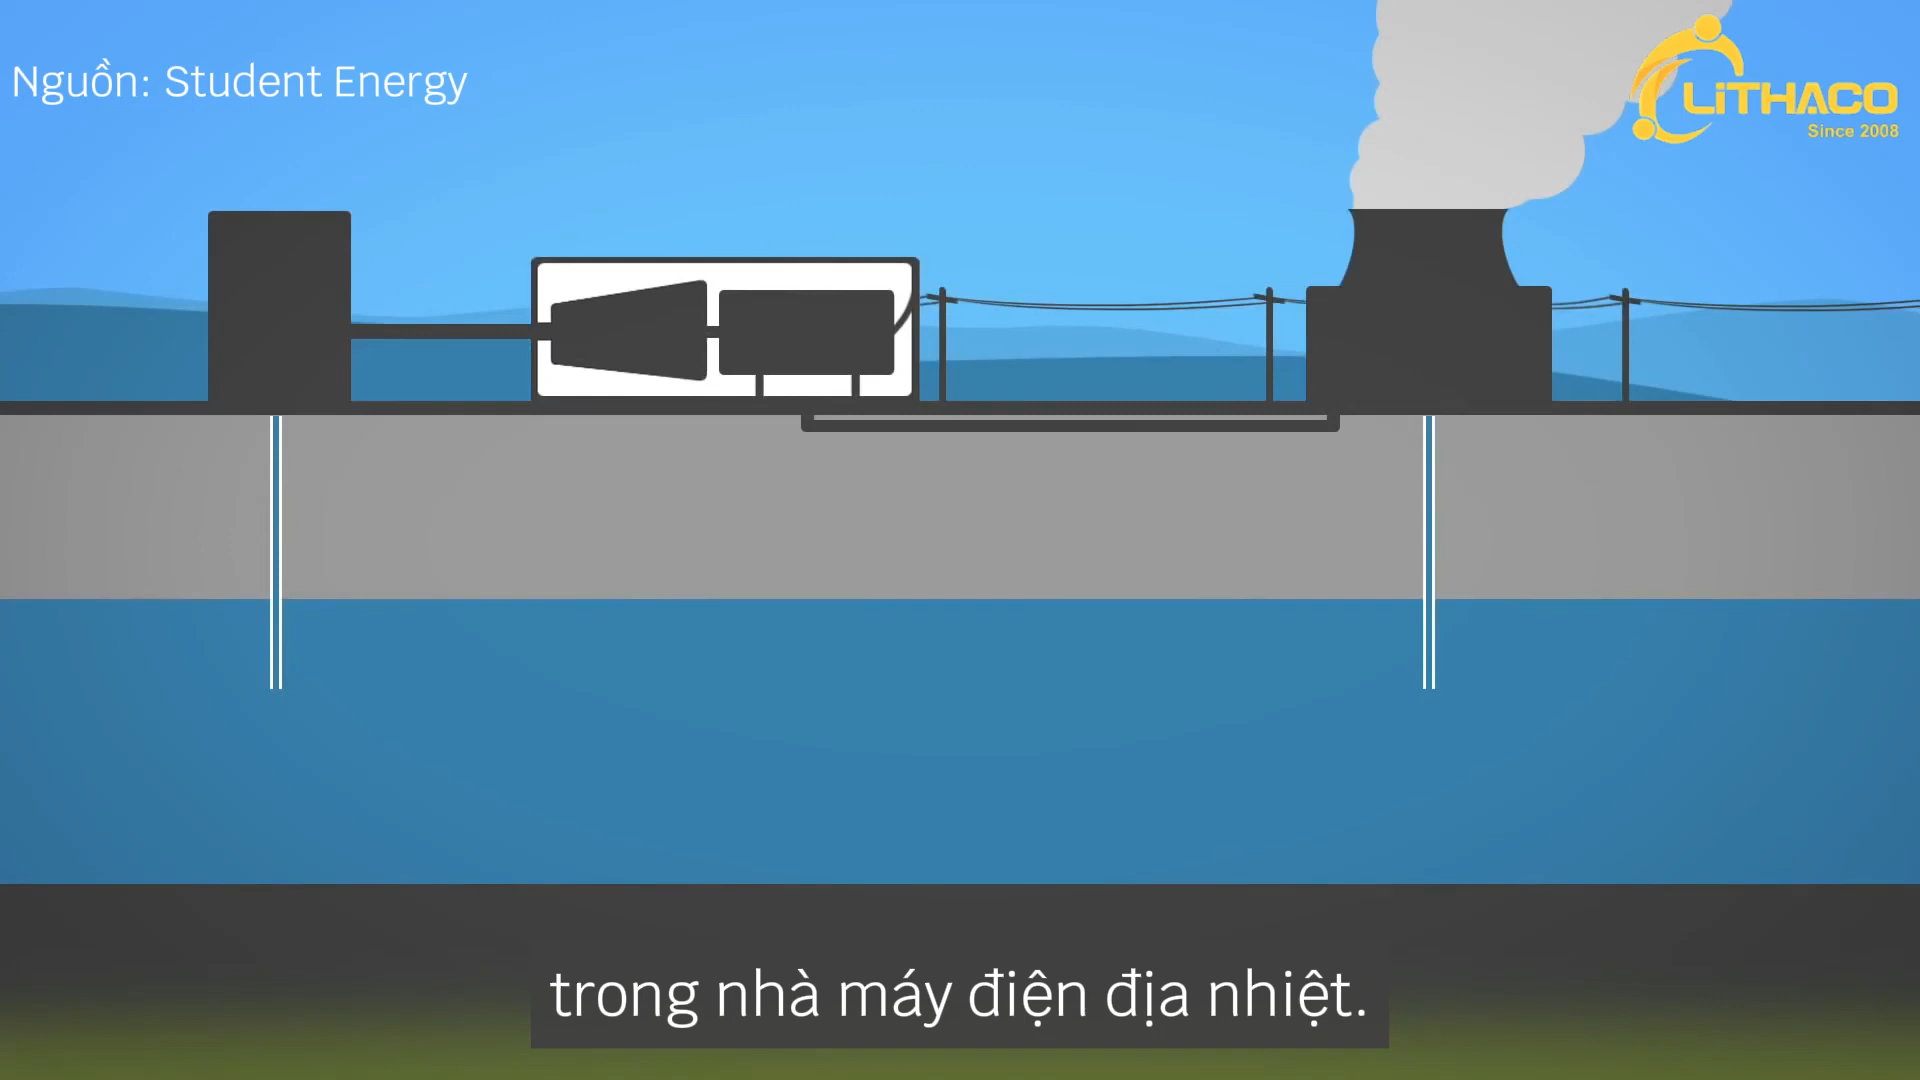 Nguồn: Student Energy
LiTHACO
Since 2008
trong nhà máy điện địa nhiệt.